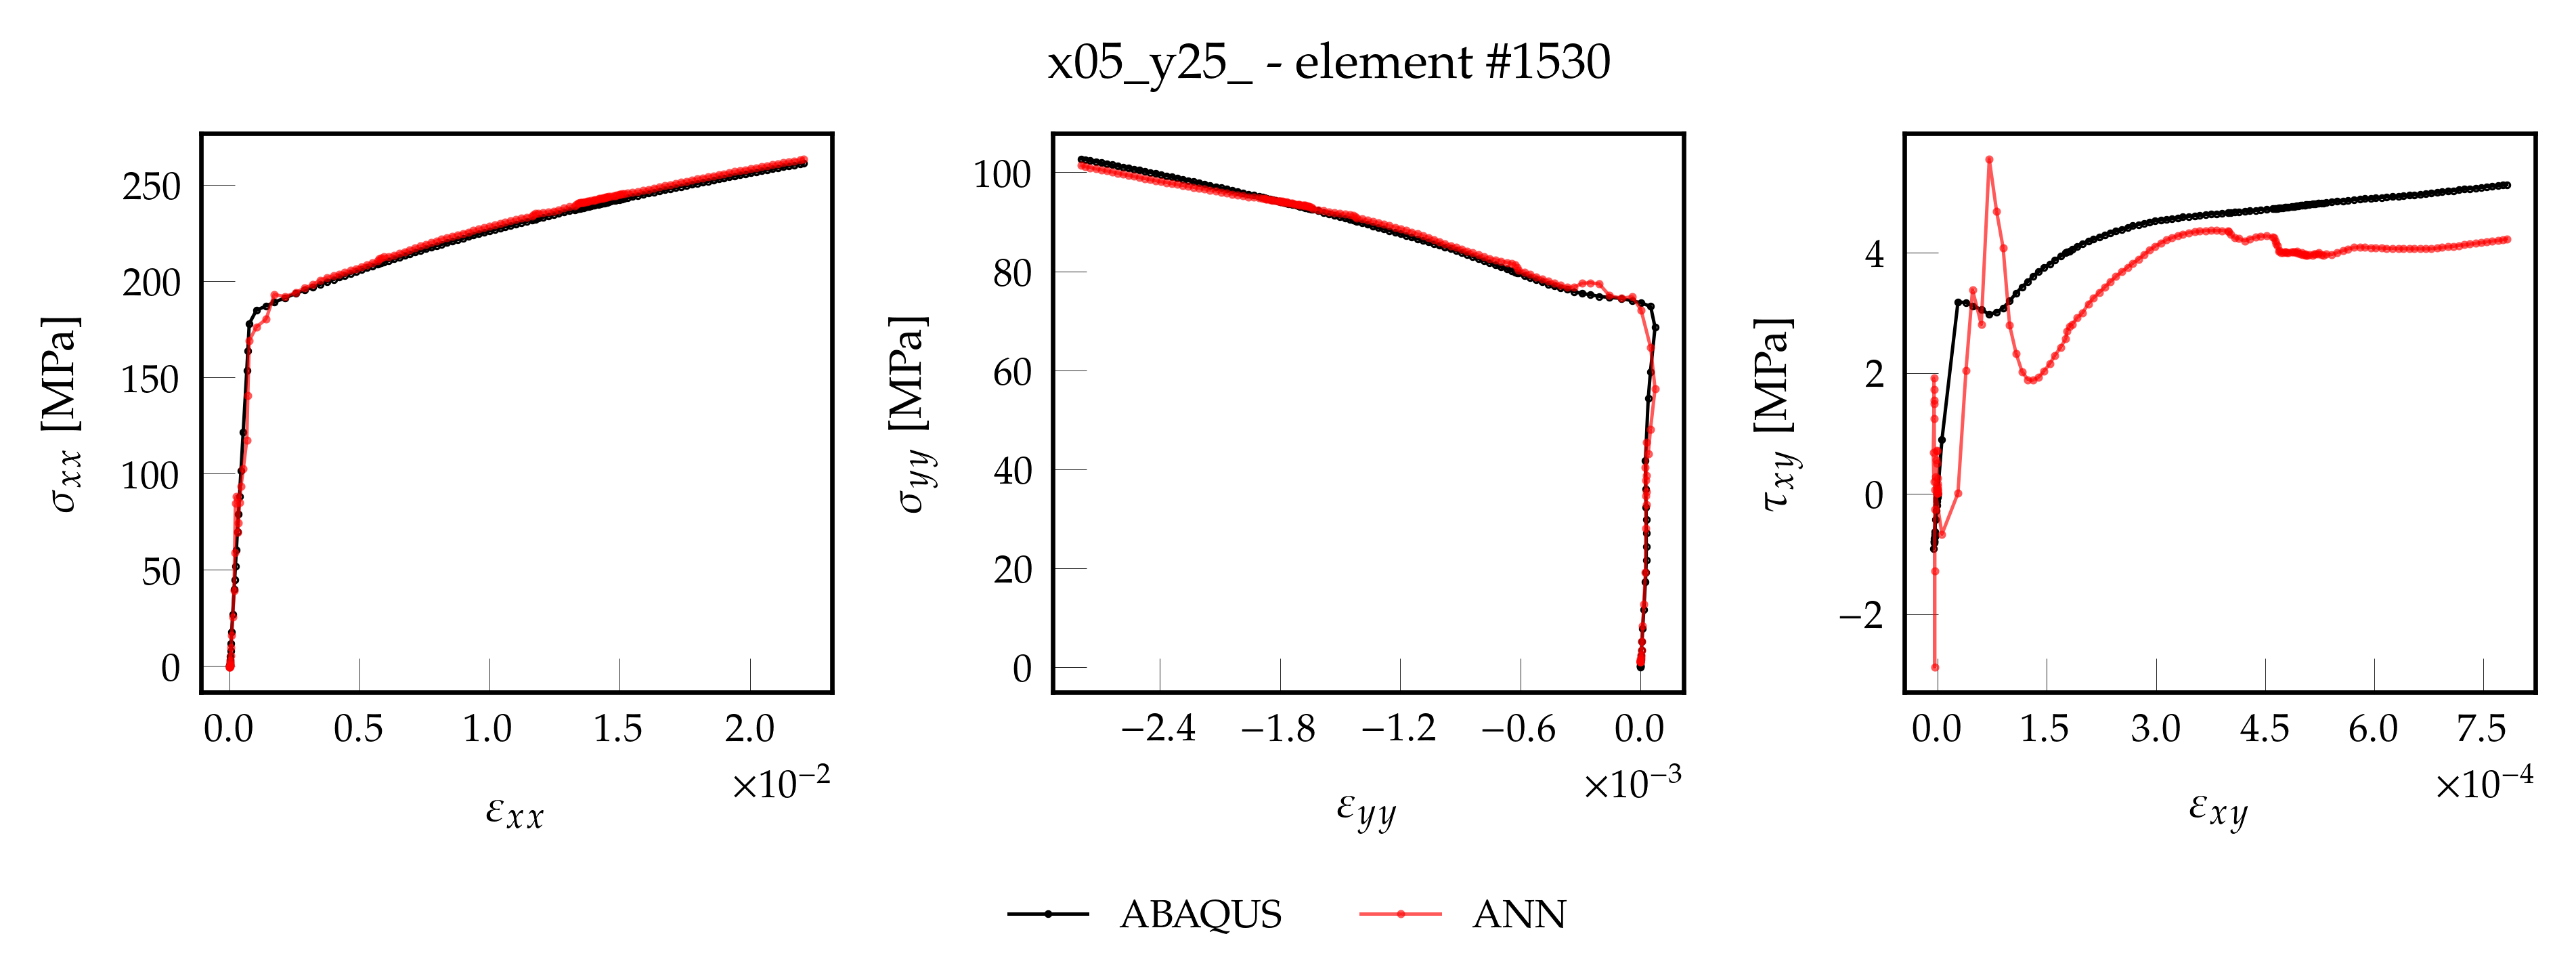 x05_y25_ - element #1530
σxx [MPa]
250
200
150
100
50
0
0.0 0.5 1.0 1.5 2.0
×10−2
εxx
σyy [MPa]
100
80
60
40
20
0
−2.4 −1.8 −1.2 −0.6 0.0
×10−3
εyy
τxy [MPa]
4
2
0
−2
0.0 1.5 3.0 4.5 6.0 7.5
×10−4
εxy
ABAQUS ANN